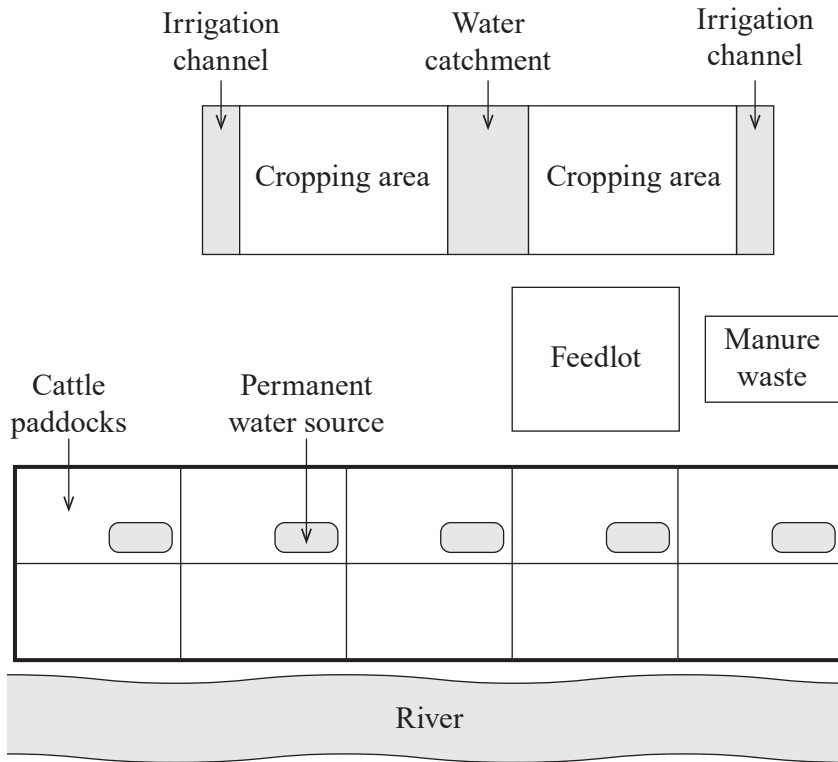 Irrigation
channel
Water
catchment
Irrigation
channel
Cropping area
Cropping area
Feedlot
Manure
waste
Cattle
paddocks
Permanent
water source
River